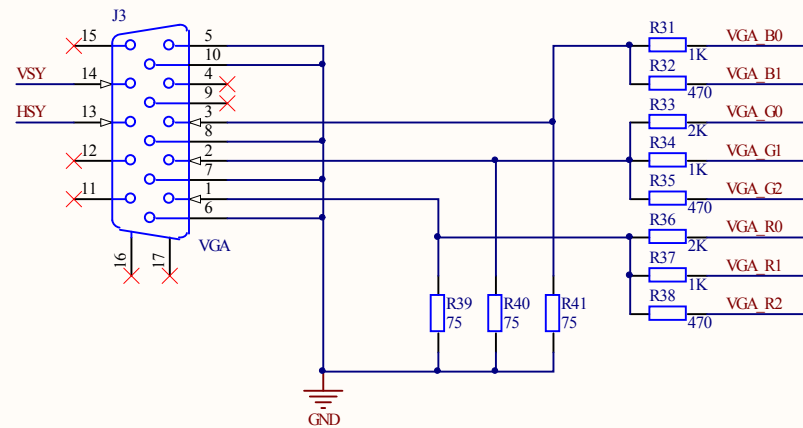 J3
15
5
10
VSY
14
4
9
HSY
13
3
8
12
2
7
11
1
6
16
17
VGA
R31
1K
VGA_B0
R32
470
VGA_B1
R33
2K
VGA_G0
R34
1K
VGA_G1
R35
470
VGA_G2
R36
2K
VGA_R0
R37
1K
VGA_R1
R38
470
VGA_R2
R39
75
R40
75
R41
75
GND